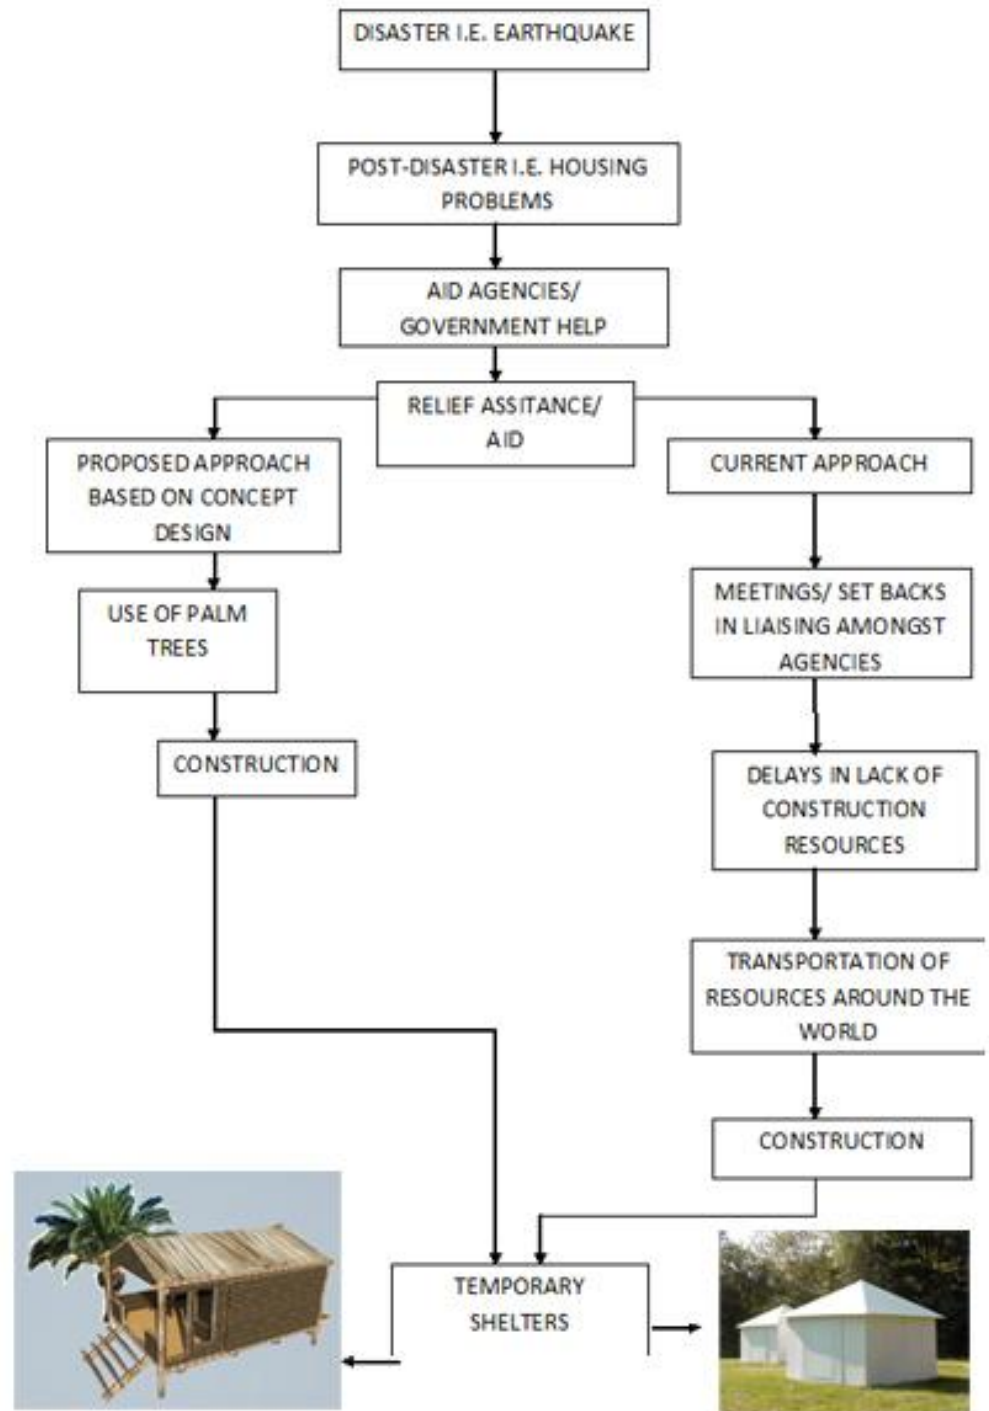 DISASTER I.E. EARTHQUAKE
POST-DISASTER I.E. HOUSING
PROBLEMS
AID AGENCIES/
GOVERNMENT HELP
RELIEF ASSITANCE/
AID
PROPOSED APPROACH
BASED ON CONCEPT
DESIGN
USE OF PALM
TREES
CONSTRUCTION
CURRENT APPROACH
MEETINGS/ SET BACKS
IN LIAISING AMONGST
AGENCIES
DELAYS IN LACK OF
CONSTRUCTION
RESOURCES
TRANSPORTATION OF
RESOURCES AROUND THE
WORLD
CONSTRUCTION
TEMPORARY
SHELTERS